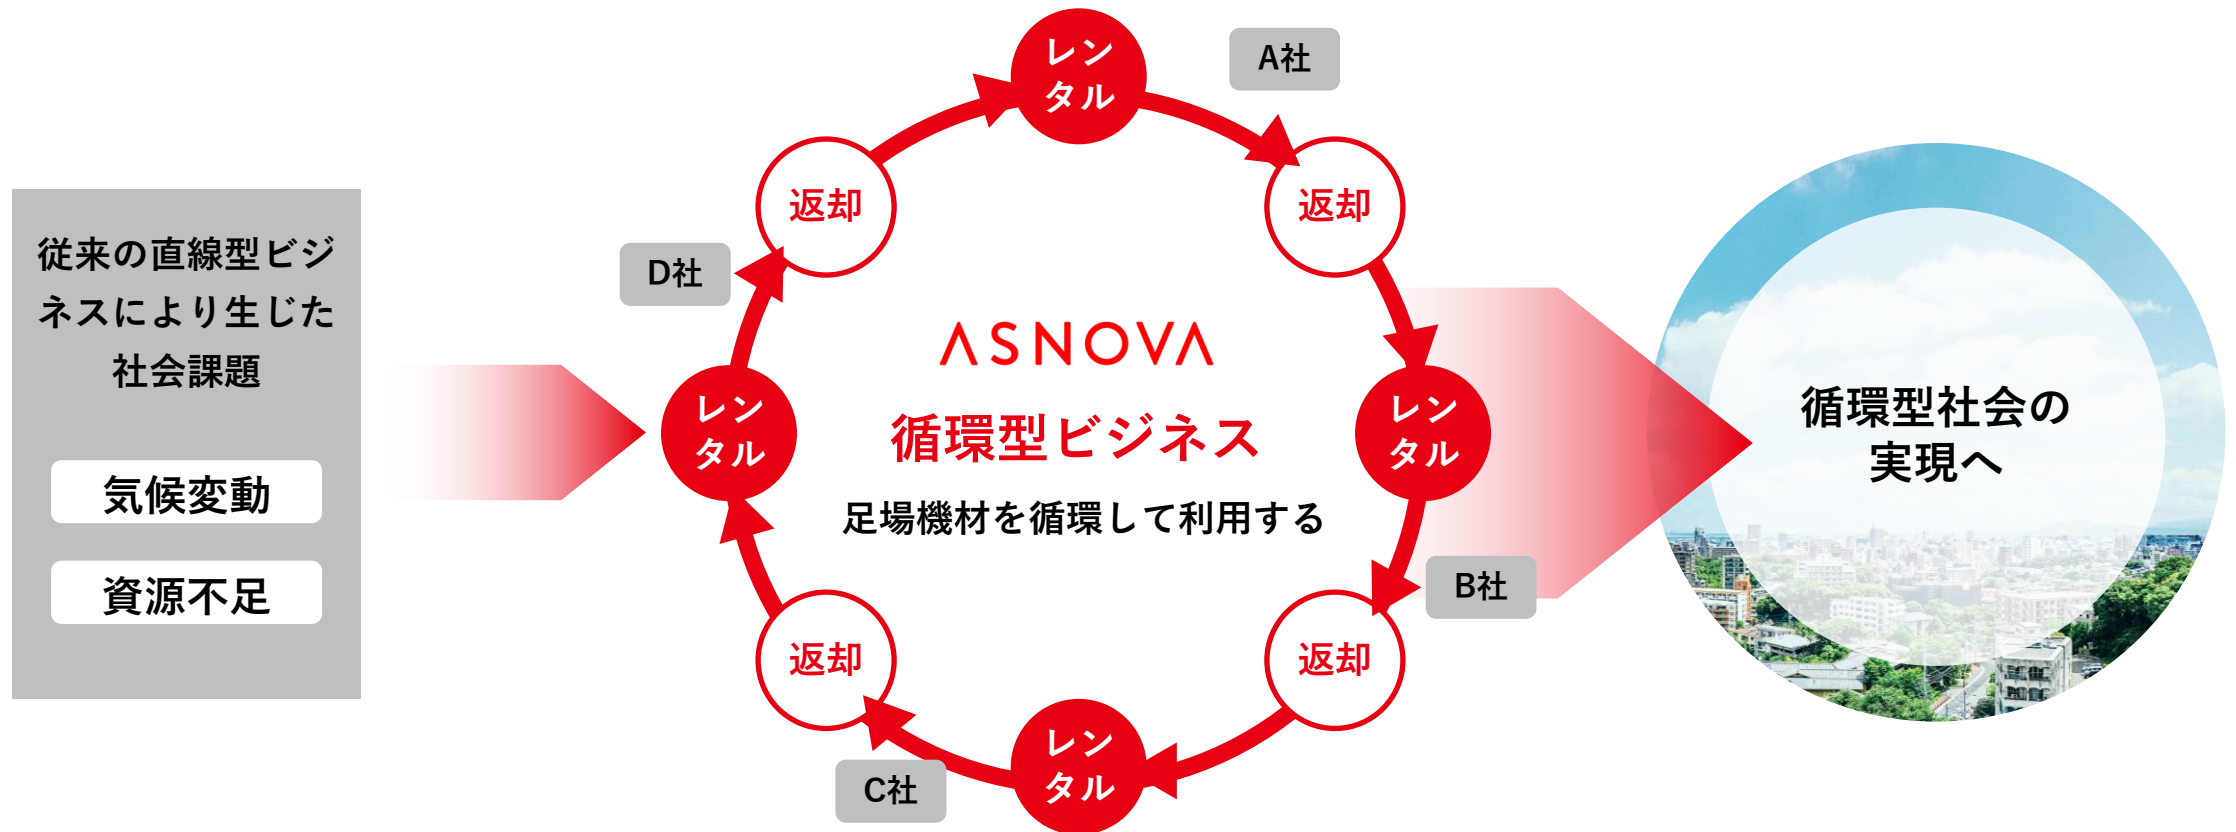 従来の直線型ビジ
ネスにより生じた
社会課題
気候変動
資源不足
レン
タル
A社
返却
レン
タル
B社
返却
レン
タル
C社
返却
レン
タル
D社
返却
ASNOVA
循環型ビジネス
足場機材を循環して利用する
循環型社会の
実現へ